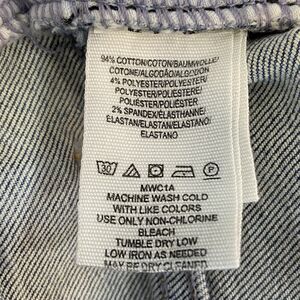 94% COTTON/COTON/BAUMWOLLE/
COTONE/ALGODÃO/ALGODÓN
4% POLYESTER/POLYESTER/
POLYESTER/POLIESTERE/
POLIÉSTER/POLIÉSTER
2% SPANDEX/ÉLASTHANNE/
ELASTAN/ELASTAN/ELASTANO/
ELASTANO
30 P
MWC1A
MACHINE WASH COLD
WITH LIKE COLORS
USE ONLY NON-CHLORINE
BLEACH
TUMBLE DRY LOW
LOW IRON AS NEEDED
MAY BE DRY CLEANED